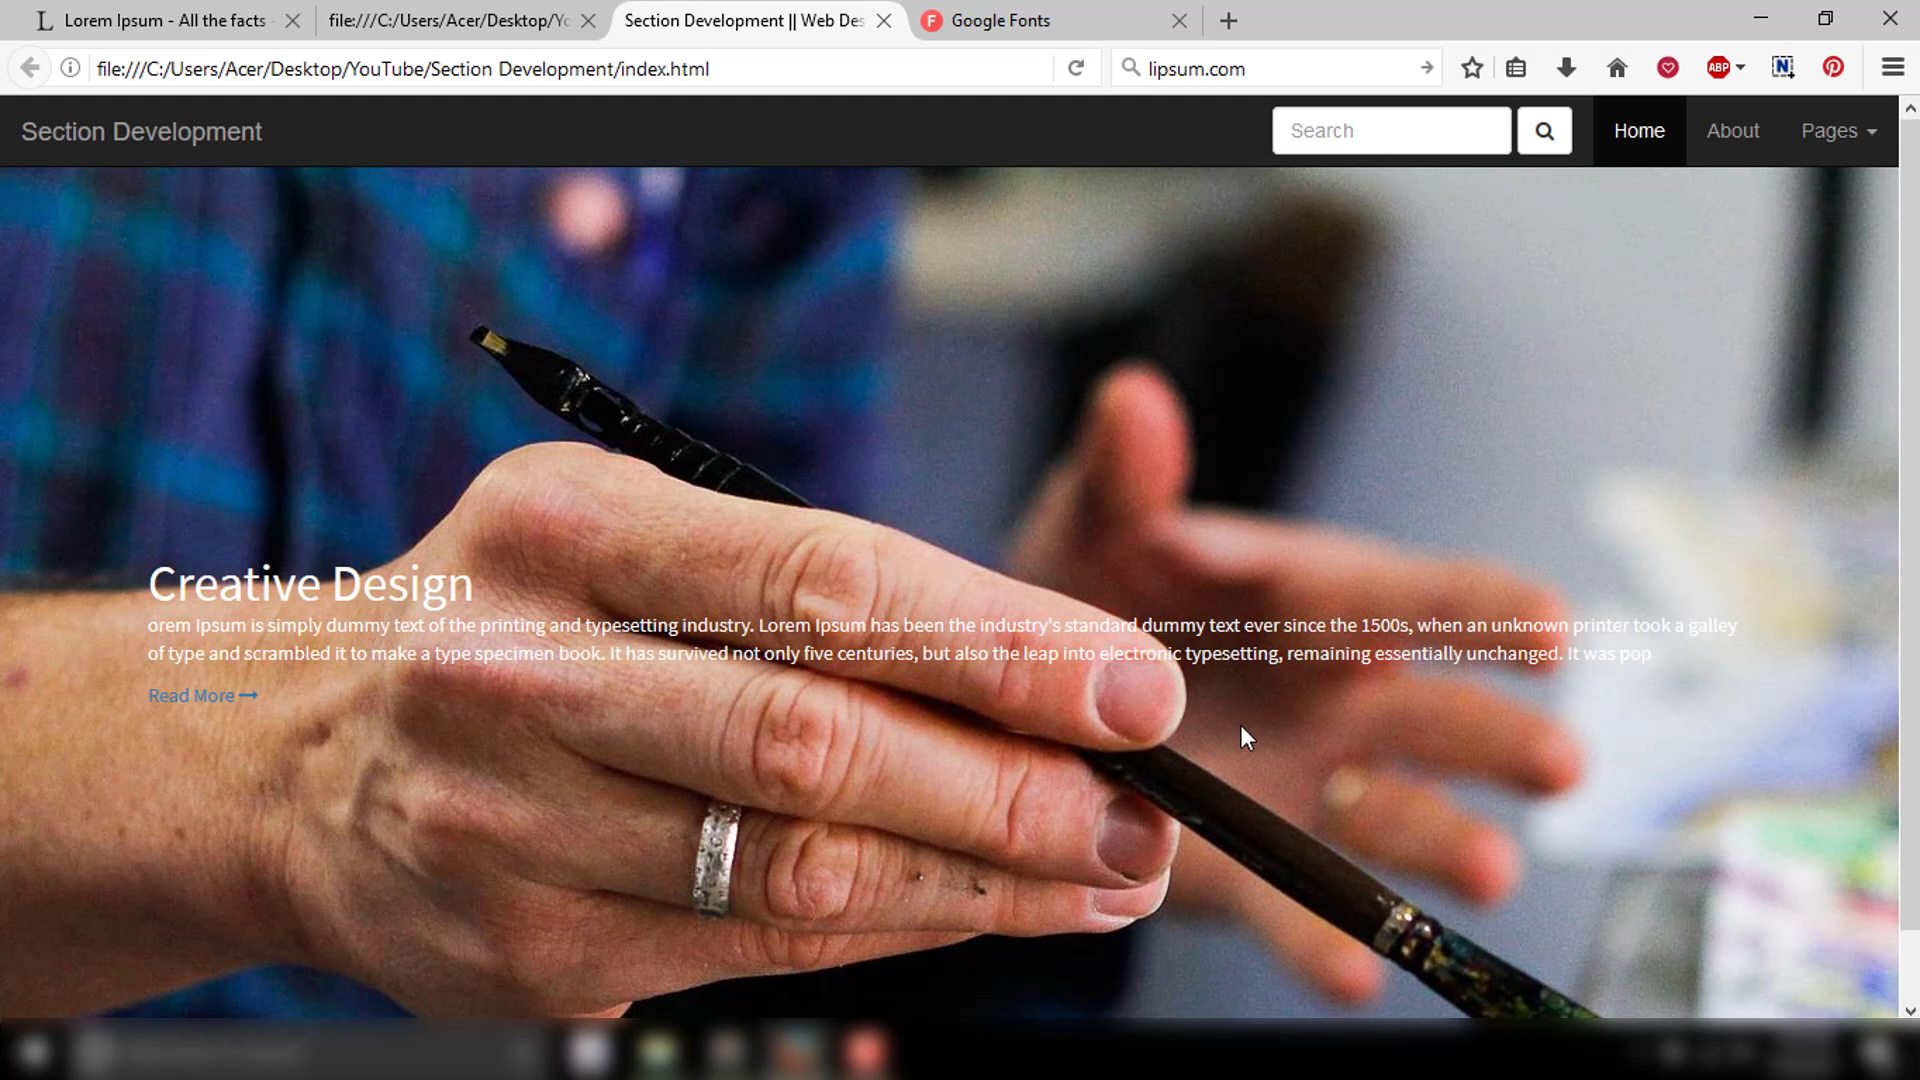 Lorem Ipsum - All the facts
file:///C:/Users/Acer/Desktop/Yo
Section Development || Web Des
F Google Fonts
file:///C:/Users/Acer/Desktop/YouTube/Section Development/index.html
lipsum.com
ABP
N
Section Development
Search
Home
About
Pages
Creative Design
orem Ipsum is simply dummy text of the printing and typesetting industry. Lorem Ipsum has been the industry's standard dummy text ever since the 1500s, when an unknown printer took a galley
of type and scrambled it to make a type specimen book. It has survived not only five centuries, but also the leap into electronic typesetting, remaining essentially unchanged. It was pop
Read More